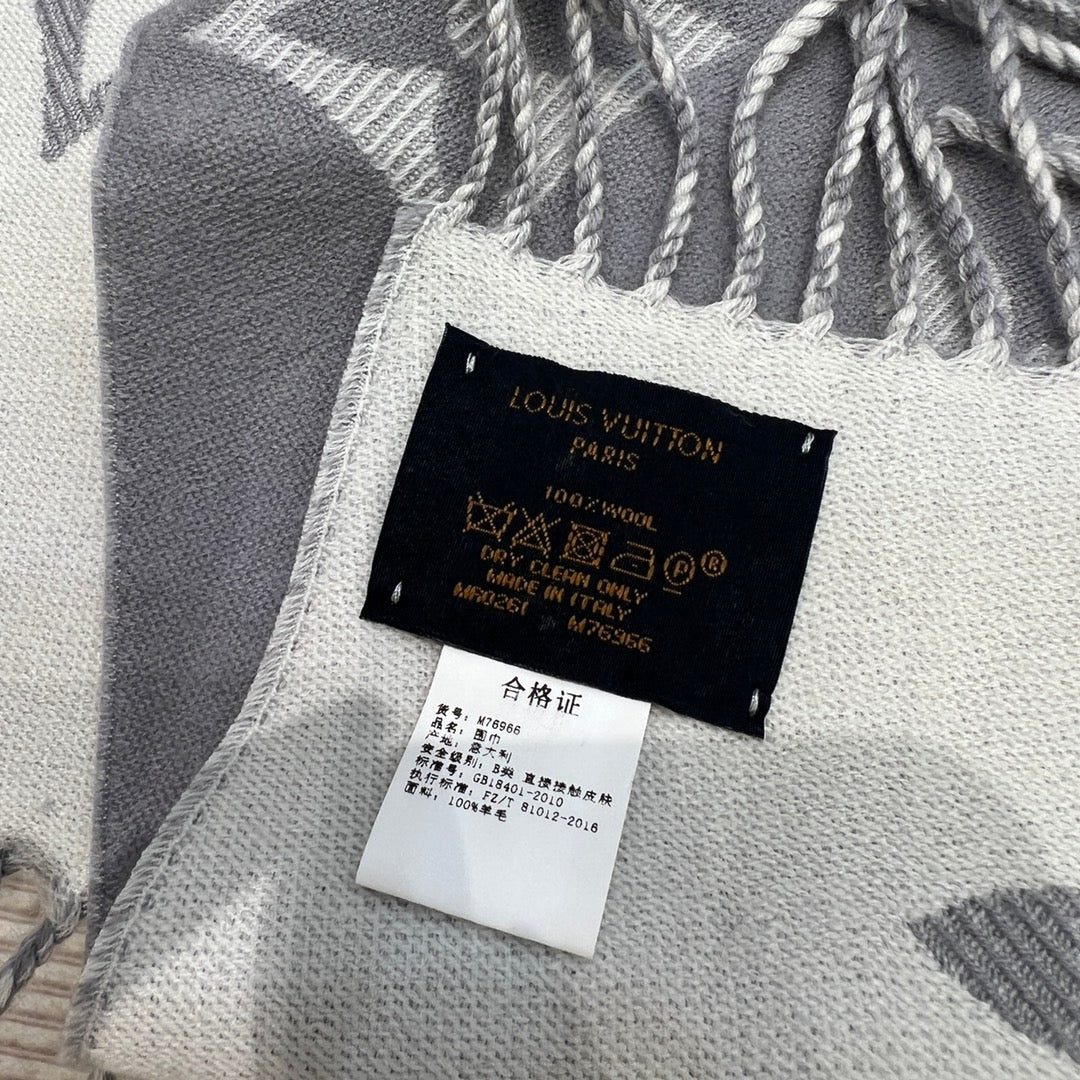 LOUIS VUITTON
PARIS
100% WOOL
P ®
DRY CLEAN ONLY
MADE IN ITALY
MR0261 M76966
合格证
货号: M76966
品名: 围巾
产地: 意大利
安全级别: B类 直接接触皮肤
标准号: GB18401-2010
执行标准: FZ/T 81012-2016
面料: 100%羊毛